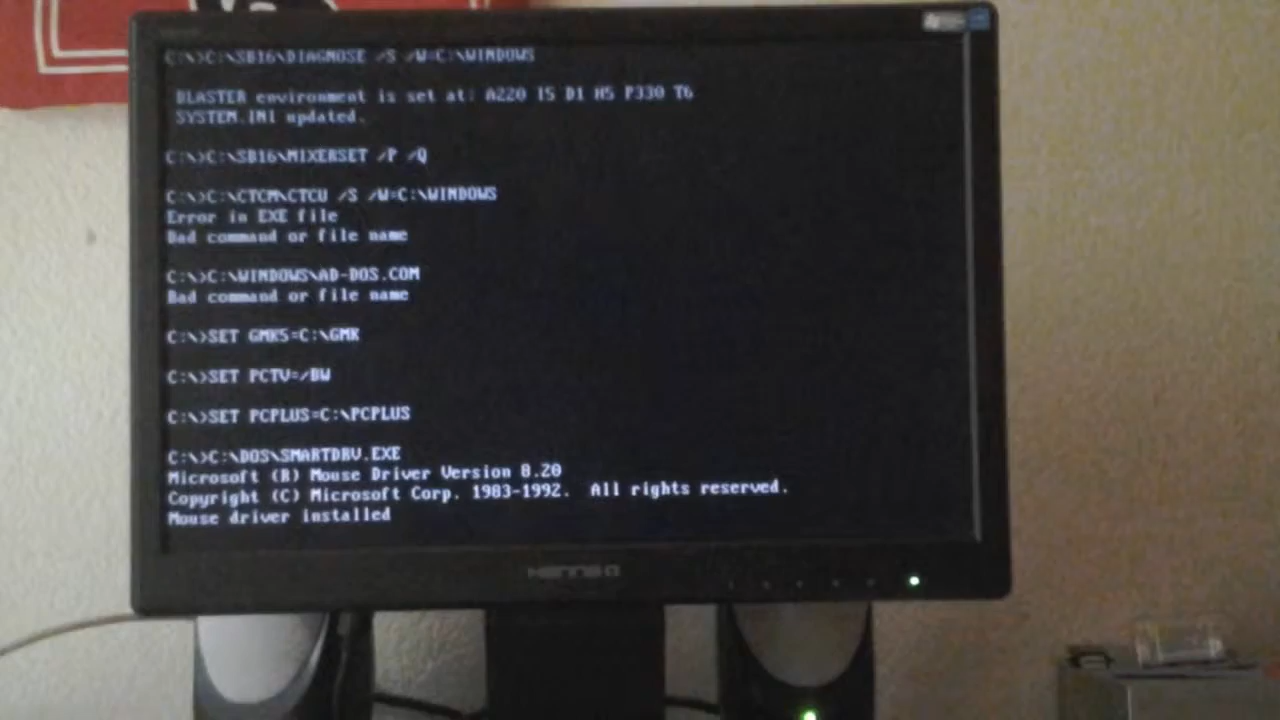 C:\>C:\SB16\DIAGNOSE /S /W=C:\WINDOWS
BLASTER environment is set at: A220 I5 D1 H5 P330 T6
SYSTEM.INI updated.
C:\>C:\SB16\MIXERSET /P /Q
C:\>C:\CTCM\CTCU /S /W=C:\WINDOWS
Error in EXE file
Bad command or file name
C:\>C:\WINDOWS\AD-DOS.COM
Bad command or file name
C:\>SET GMKS=C:\GMK
C:\>SET PCTV=/BW
C:\>SET PCPLUS=C:\PCPLUS
C:\>C:\DOS\SMARTDRV.EXE
Microsoft (R) Mouse Driver Version 8.20
Copyright (C) Microsoft Corp. 1983-1992. All rights reserved.
Mouse driver installed
HANNS·G